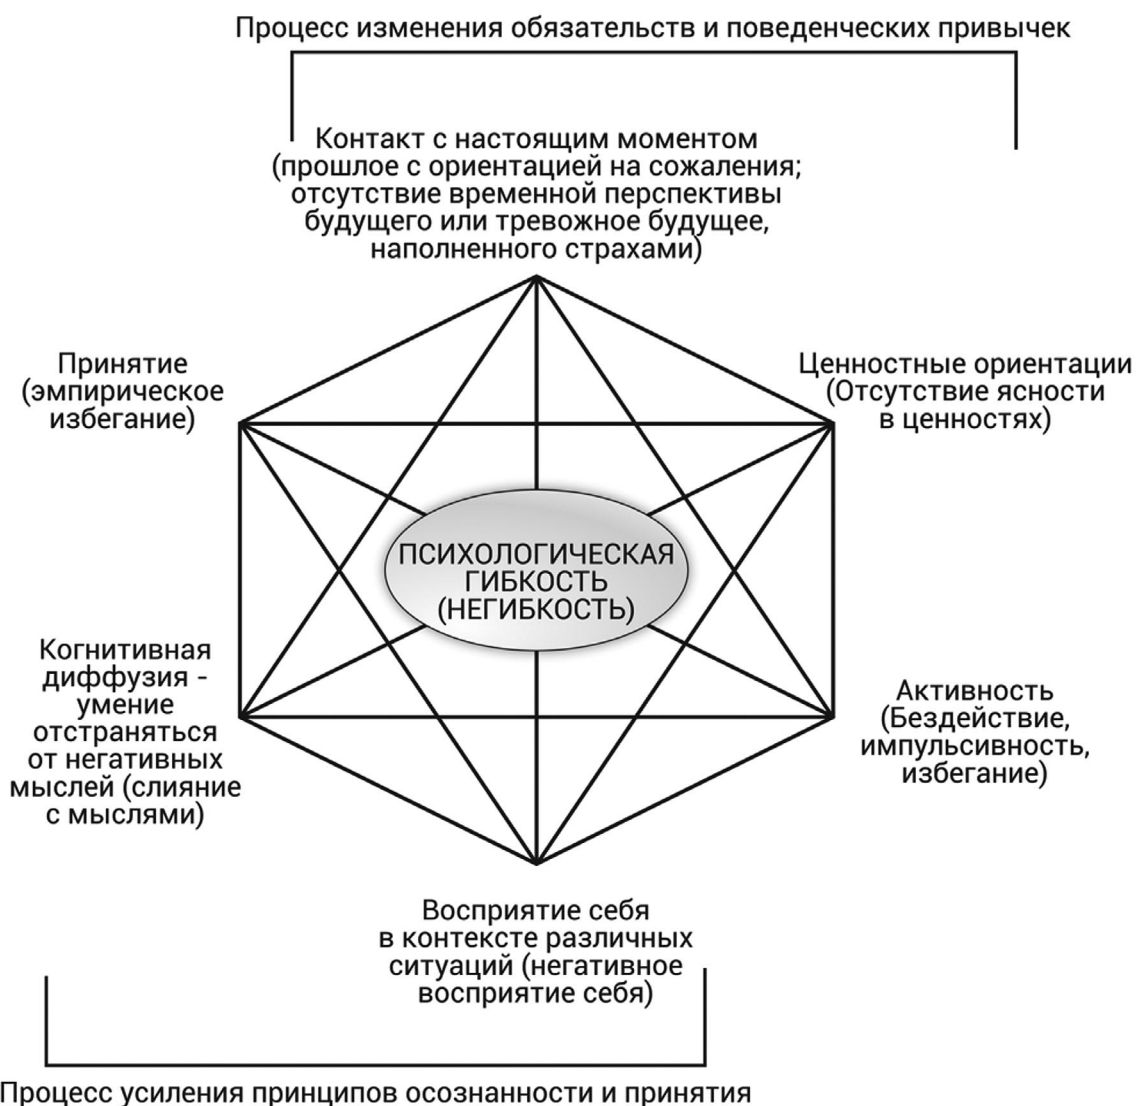 Процесс изменения обязательств и поведенческих привычек
Контакт с настоящим моментом
(прошлое с ориентацией на сожаления;
отсутствие временной перспективы
будущего или тревожное будущее,
наполненного страхами)
Принятие
(эмпирическое
избегание)
Ценностные ориентации
(Отсутствие ясности
в ценностях)
ПСИХОЛОГИЧЕСКАЯ
ГИБКОСТЬ
(НЕГИБКОСТЬ)
Когнитивная
диффузия -
умение
отстраняться
от негативных
мыслей (слияние
с мыслями)
Активность
(Бездействие,
импульсивность,
избегание)
Восприятие себя
в контексте различных
ситуаций (негативное
восприятие себя)
Процесс усиления принципов осознанности и принятия